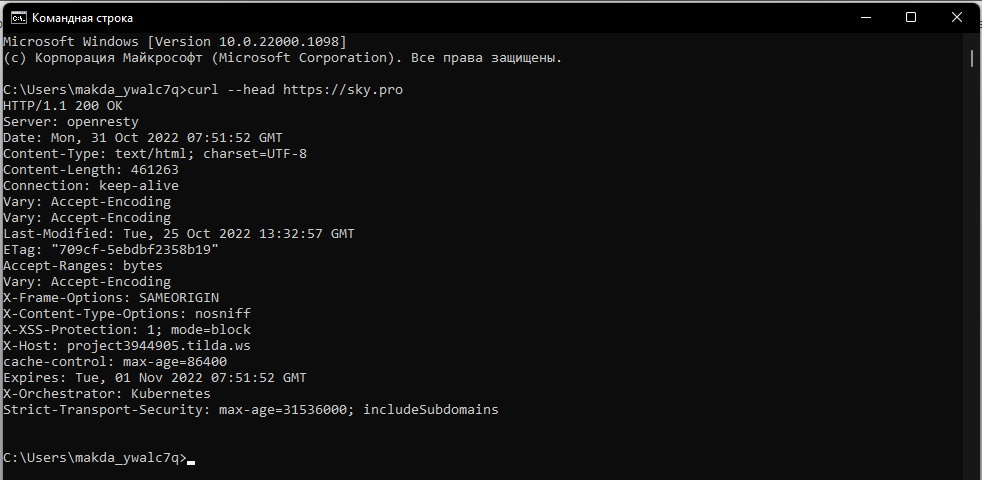 Командная строка
Microsoft Windows [Version 10.0.22000.1098]
(c) Корпорация Майкрософт (Microsoft Corporation). Все права защищены.
C:\Users\makda_ywalc7q>curl --head https://sky.pro
HTTP/1.1 200 OK
Server: openresty
Date: Mon, 31 Oct 2022 07:51:52 GMT
Content-Type: text/html; charset=UTF-8
Content-Length: 461263
Connection: keep-alive
Vary: Accept-Encoding
Vary: Accept-Encoding
Last-Modified: Tue, 25 Oct 2022 13:32:57 GMT
ETag: "709cf-5ebdbf2358b19"
Accept-Ranges: bytes
Vary: Accept-Encoding
X-Frame-Options: SAMEORIGIN
X-Content-Type-Options: nosniff
X-XSS-Protection: 1; mode=block
X-Host: project3944905.tilda.ws
cache-control: max-age=86400
Expires: Tue, 01 Nov 2022 07:51:52 GMT
X-Orchestrator: Kubernetes
Strict-Transport-Security: max-age=31536000; includeSubdomains
C:\Users\makda_ywalc7q>